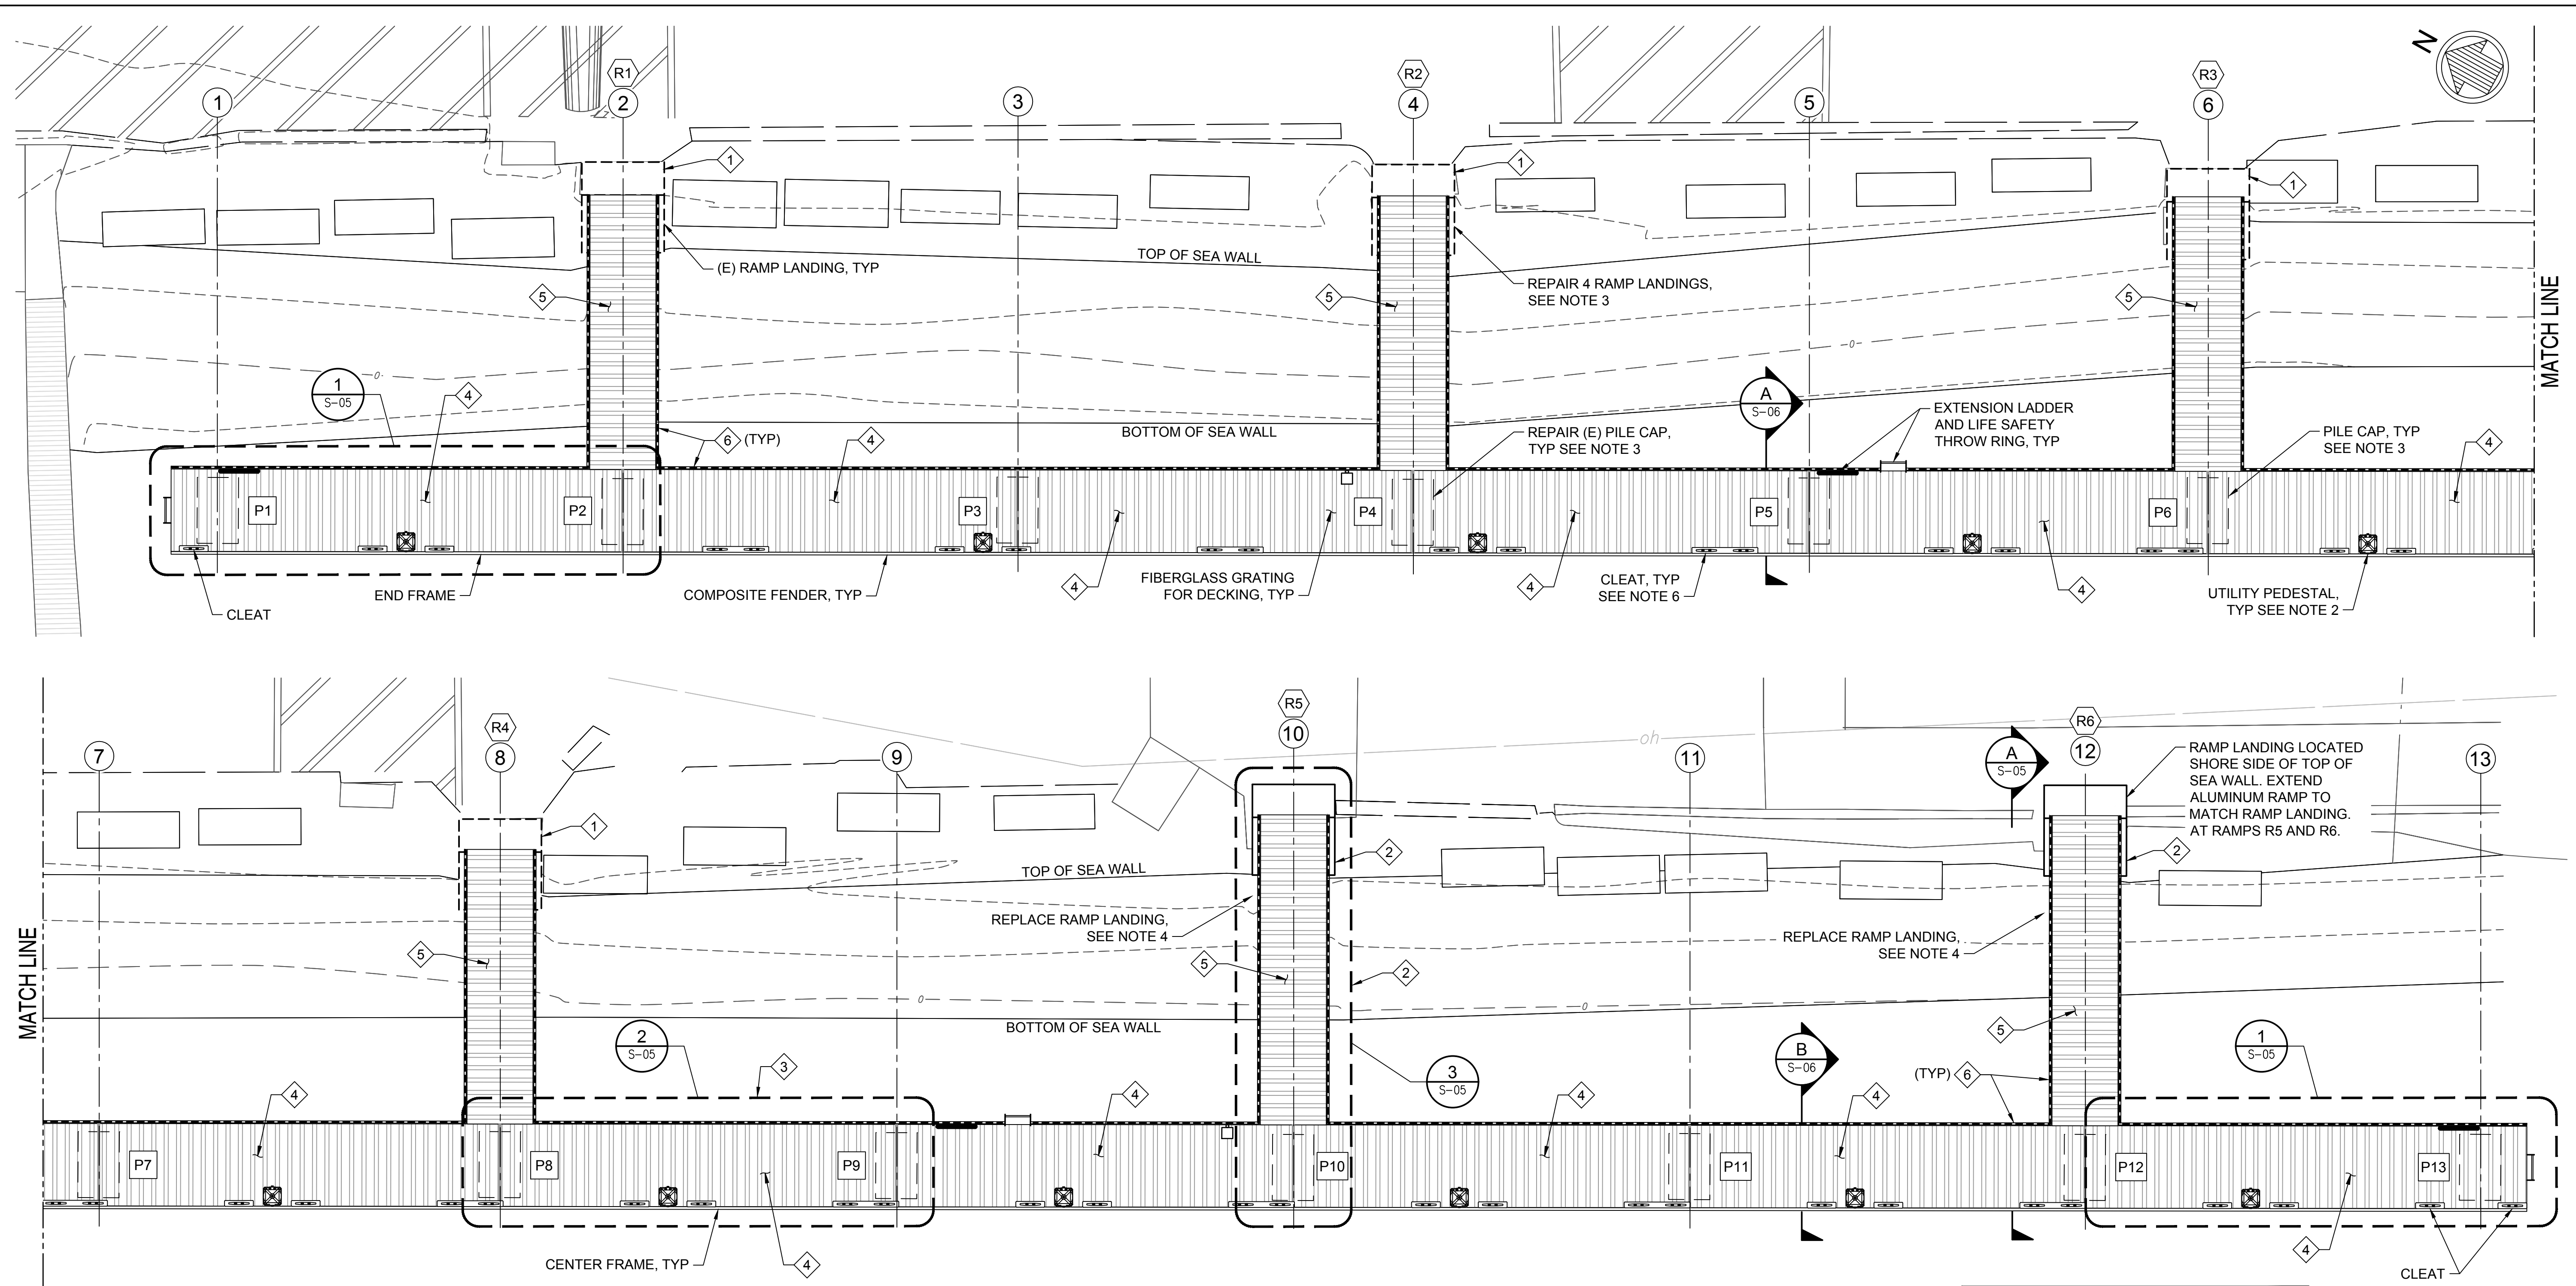 N
R1
R2
R3
1
2
3
4
5
6
1
1
1
TOP OF SEA WALL
(E) RAMP LANDING, TYP
REPAIR 4 RAMP LANDINGS,
SEE NOTE 3
5
5
5
MATCH LINE
0
0
1
S-05
4
A
S-06
EXTENSION LADDER
AND LIFE SAFETY
THROW RING, TYP
6 (TYP)
4
BOTTOM OF SEA WALL
REPAIR (E) PILE CAP,
TYP SEE NOTE 3
PILE CAP, TYP
SEE NOTE 3
4
P1
P2
P3
P4
P5
P6
CLEAT
END FRAME
COMPOSITE FENDER, TYP
4
FIBERGLASS GRATING
FOR DECKING, TYP
4
CLEAT, TYP
SEE NOTE 6
4
UTILITY PEDESTAL,
TYP SEE NOTE 2
R4
R5
R6
7
8
9
10
11
12
13
oh
A
S-05
RAMP LANDING LOCATED
SHORE SIDE OF TOP OF
SEA WALL. EXTEND
ALUMINUM RAMP TO
MATCH RAMP LANDING.
AT RAMPS R5 AND R6.
1
2
2
TOP OF SEA WALL
REPLACE RAMP LANDING,
SEE NOTE 4
REPLACE RAMP LANDING,
SEE NOTE 4
MATCH LINE
5
5
2
5
0
0
BOTTOM OF SEA WALL
2
S-05
3
3
S-05
B
S-06
(TYP) 6
1
S-05
4
4
4
4
P7
P8
P9
P10
P11
P12
P13
CENTER FRAME, TYP
4
4
CLEAT